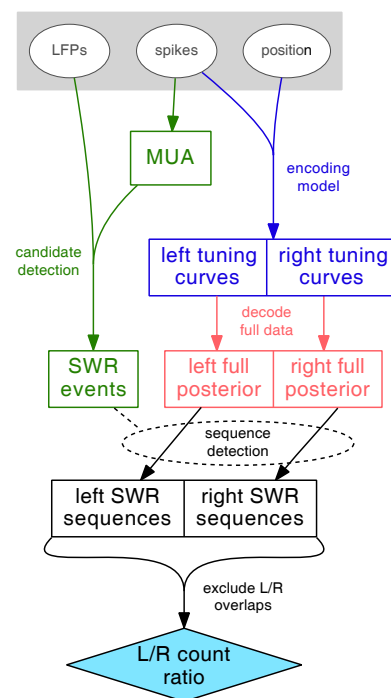 LFPs
spikes
position
MUA
encoding
model
candidate
detection
left tuning
curves
right tuning
curves
decode
full data
SWR
events
left full
posterior
right full
posterior
sequence
detection
left SWR
sequences
right SWR
sequences
exclude L/R
overlaps
L/R count
ratio